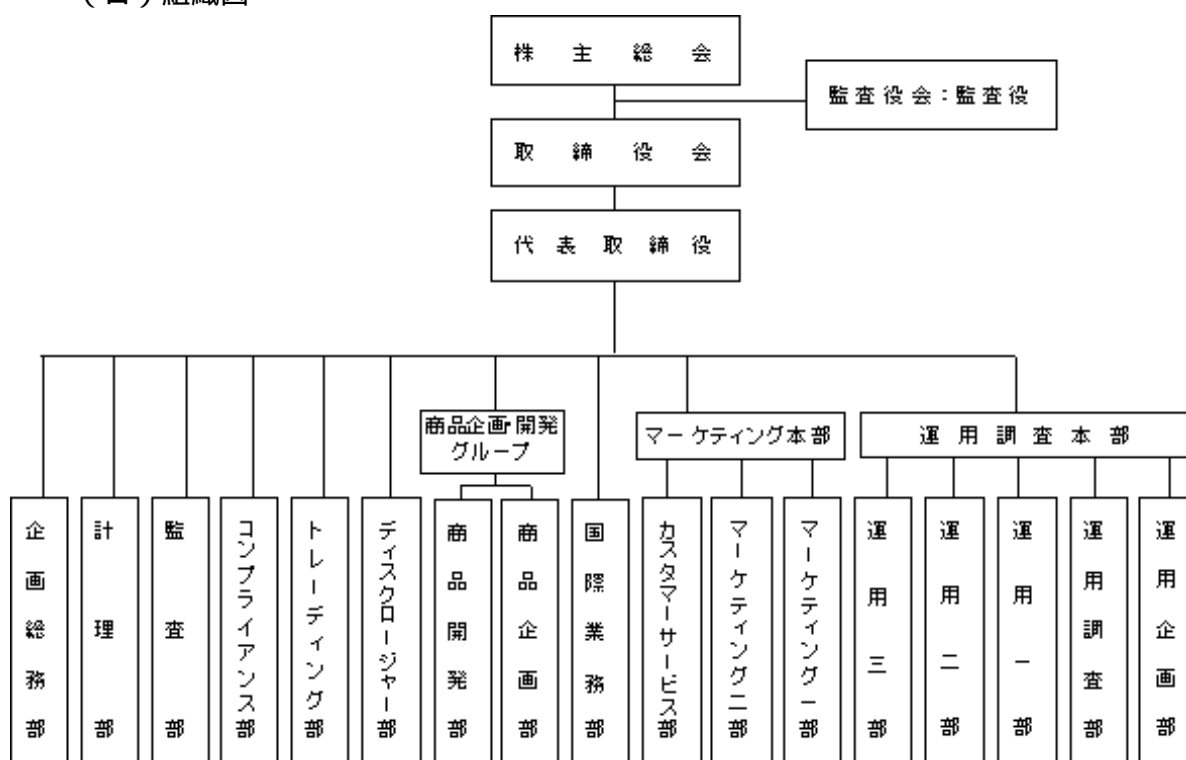 組織図
株主総会
監査役会：監査役
取締役会
代表取締役
商品企画・開発
グループ
マーケティング本部
運用調査本部
企画総務部
計理部
監査部
コンプライアンス部
トレーディング部
ディスクロージャー部
商品開発部
商品企画部
国際業務部
カスタマーサービス部
マーケティング二部
マーケティング一部
運用三部
運用二部
運用一部
運用調査部
運用企画部